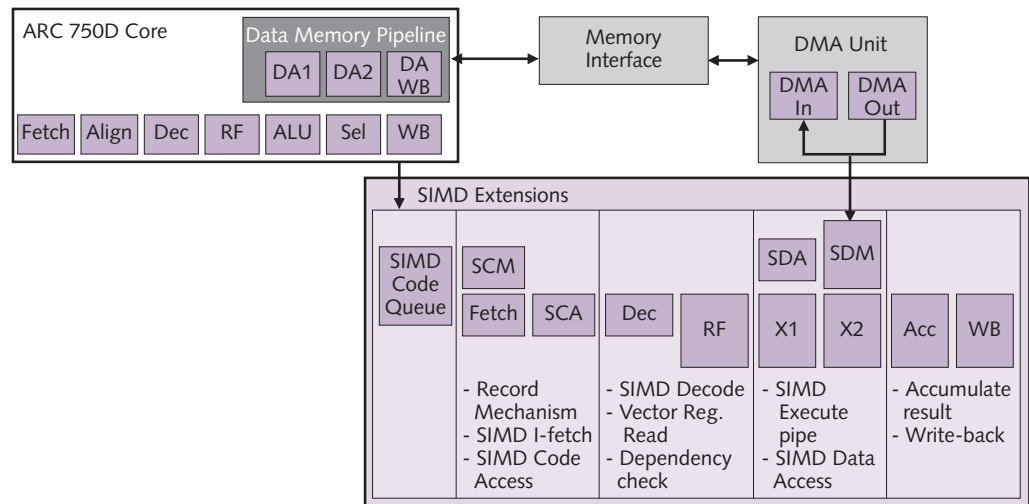 ARC 750D Core
Data Memory Pipeline
DA1
DA2
DA
WB
Fetch
Align
Dec
RF
ALU
Sel
WB
Memory
Interface
DMA Unit
DMA
In
DMA
Out
SIMD Extensions
SIMD
Code
Queue
SCM
Fetch
SCA
- Record
Mechanism
- SIMD I-fetch
- SIMD Code
Access
Dec
RF
- SIMD Decode
- Vector Reg.
Read
- Dependency
check
SDA
SDM
X1
X2
- SIMD
Execute
pipe
- SIMD Data
Access
Acc
WB
- Accumulate
result
- Write-back